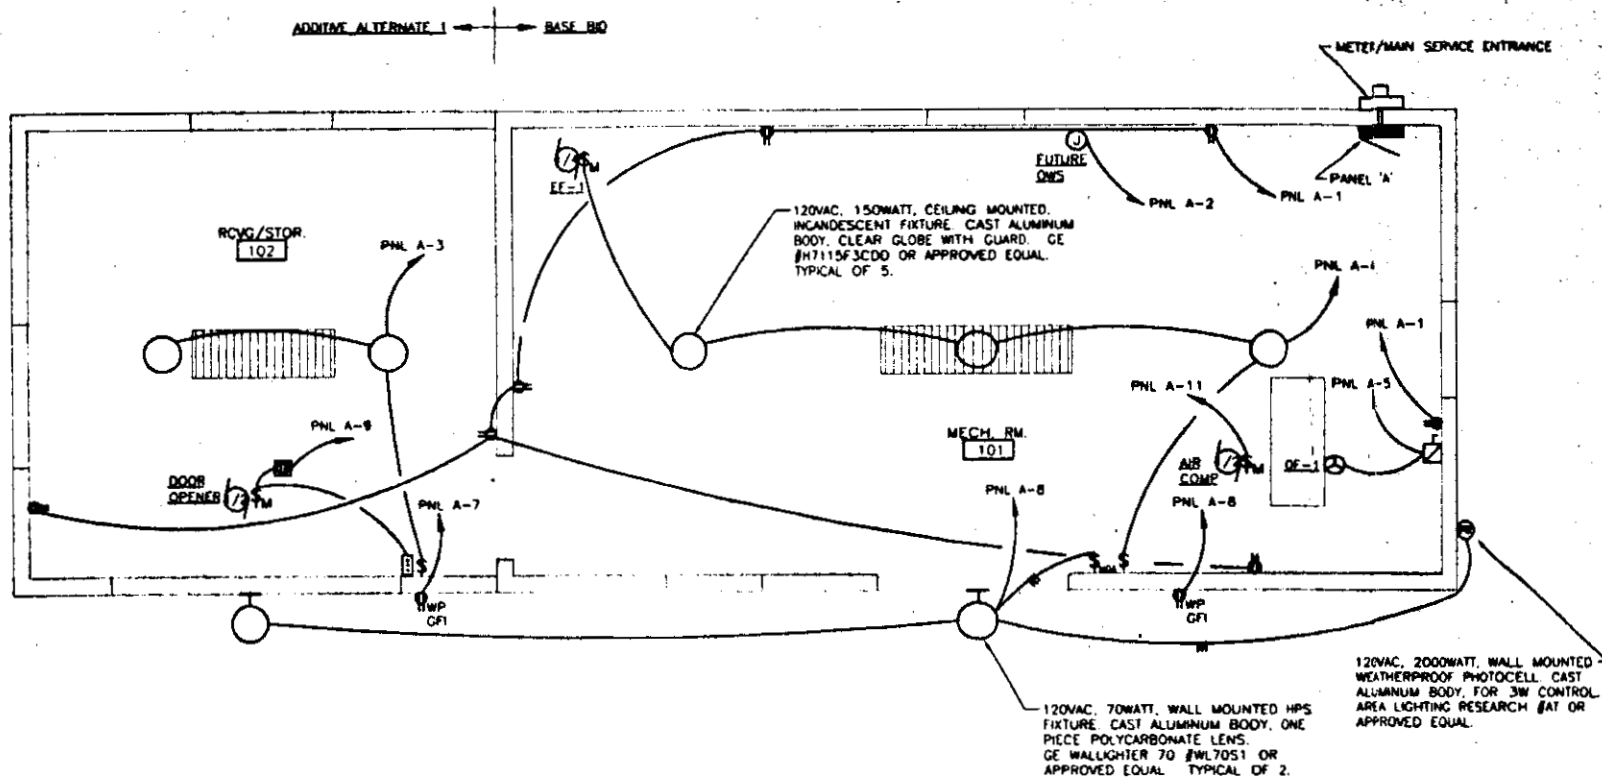 ADDITIVE ALTERNATE 1
BASE BID
METER/MAIN SERVICE ENTRANCE
EF-1
M
FUTURE
OWS
J
PNL A-2
PNL A-1
PANEL 'A'
RCVG/STOR.
102
PNL A-3
120VAC, 150WATT, CEILING MOUNTED.
INCANDESCENT FIXTURE. CAST ALUMINUM
BODY, CLEAR GLOBE WITH GUARD. GE
#H7115F3CDO OR APPROVED EQUAL.
TYPICAL OF 5.
PNL A-4
PNL A-1
PNL A-11
PNL A-5
PNL A-9
MECH. RM.
101
DOOR
OPENER
M
AIR
COMP
M
OF-1
PNL A-7
PNL A-8
PNL A-6
WP
GFI
WP
GFI
120VAC, 70WATT, WALL MOUNTED HPS
FIXTURE. CAST ALUMINUM BODY, ONE
PIECE POLYCARBONATE LENS.
GE WALLIGHTER 70 #WL70S1 OR
APPROVED EQUAL TYPICAL OF 2.
120VAC, 2000WATT, WALL MOUNTED
WEATHERPROOF PHOTOCELL. CAST
ALUMINUM BODY, FOR 3W CONTROL.
AREA LIGHTING RESEARCH #AT OR
APPROVED EQUAL.